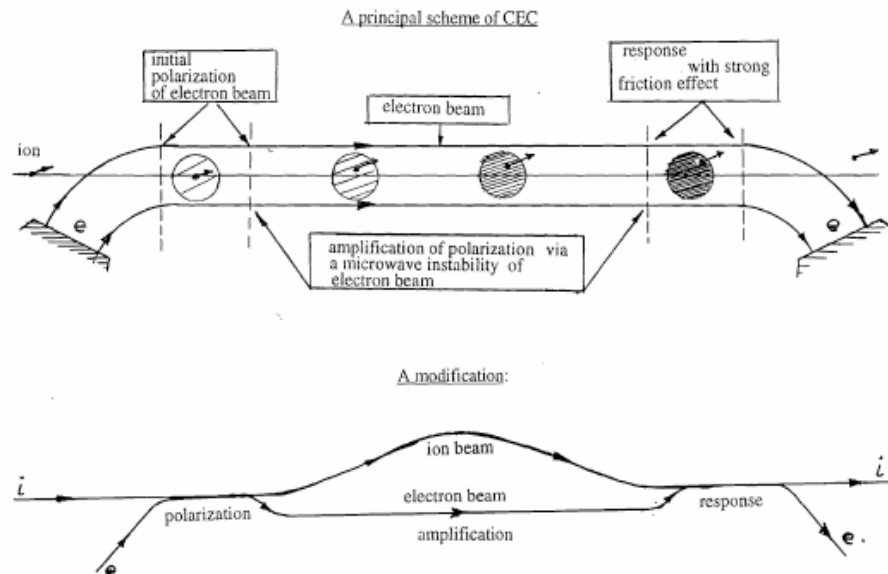 A principal scheme of CEC
initial
polarization
of electron beam
response
with strong
friction effect
electron beam
ion
e
e
amplification of polarization via
a microwave instability of
electron beam
A modification:
ion beam
i
i
electron beam
polarization
response
amplification
e.
e